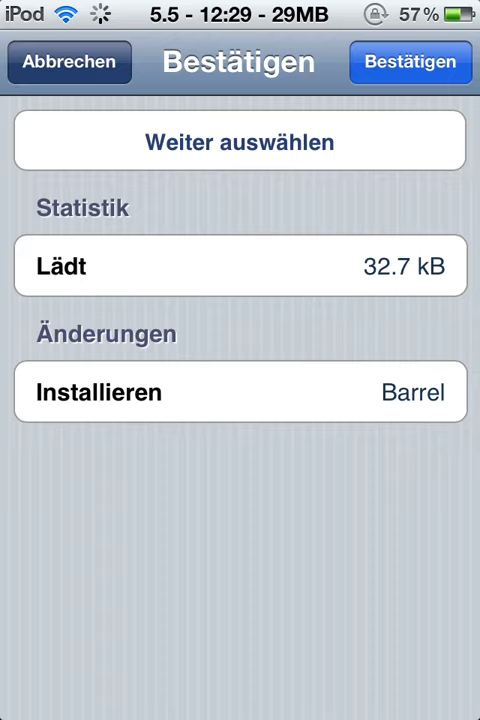 iPod 5.5 - 12:29 - 29MB 57%
Abbrechen Bestätigen Bestätigen
Weiter auswählen
Statistik
Lädt 32.7 kB
Änderungen
Installieren Barrel